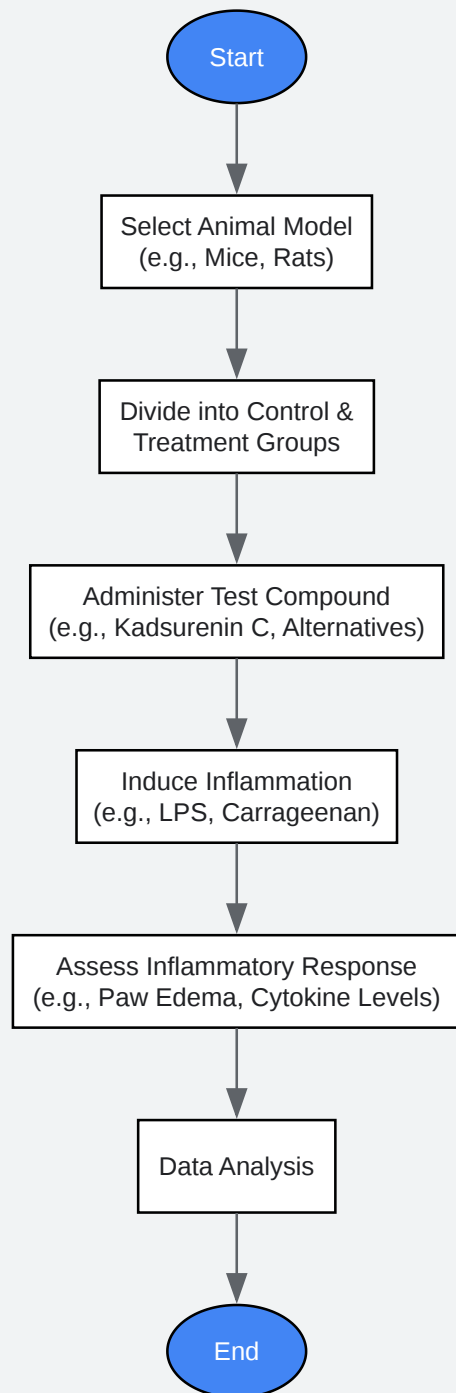 Start
Select Animal Model
(e.g., Mice, Rats)
Divide into Control &
Treatment Groups
Administer Test Compound
(e.g., Kadsurenin C, Alternatives)
Induce Inflammation
(e.g., LPS, Carrageenan)
Assess Inflammatory Response
(e.g., Paw Edema, Cytokine Levels)
Data Analysis
End